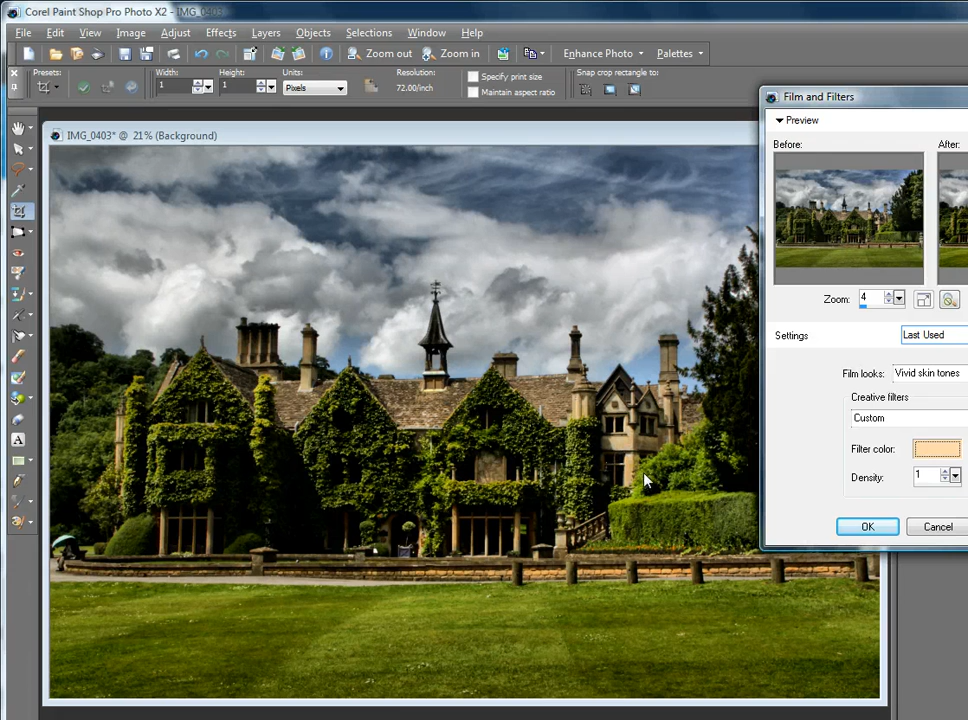 Corel Paint Shop Pro Photo X2 - IMG_0403*
File Edit View Image Adjust Effects Layers Objects Selections Window Help
Zoom out Zoom in Enhance Photo Palettes
Presets: Width: Height: Units: Resolution: Specify print size Snap crop rectangle to:
1 1 Pixels 72.00/inch Maintain aspect ratio
IMG_0403* @ 21% (Background)
Film and Filters
Preview
Before: After:
Zoom: 4
Settings Last Used
Film looks: Vivid skin tones
Creative filters
Custom
Filter color:
Density: 1
OK Cancel
A